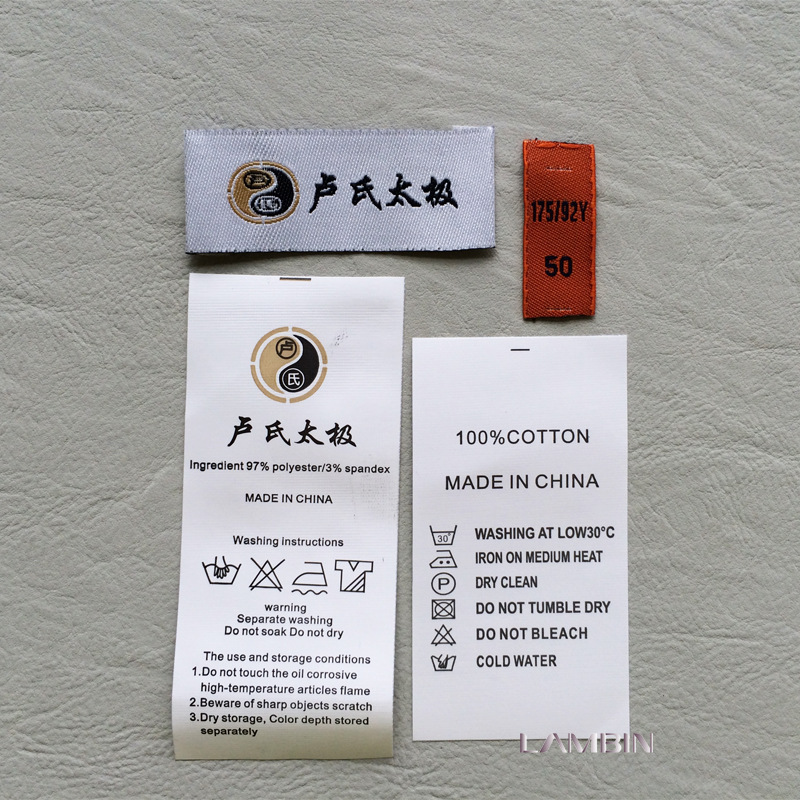 卢氏太极
175/92Y
50
卢
氏
卢氏太极
Ingredient 97% polyester/3% spandex
MADE IN CHINA
Washing instructions
warning
Separate washing
Do not soak Do not dry
The use and storage conditions
1.Do not touch the oil corrosive
high-temperature articles flame
2.Beware of sharp objects scratch
3.Dry storage, Color depth stored
separately
100%COTTON
MADE IN CHINA
30° WASHING AT LOW30°C
IRON ON MEDIUM HEAT
P DRY CLEAN
DO NOT TUMBLE DRY
DO NOT BLEACH
COLD WATER
LAMBIN